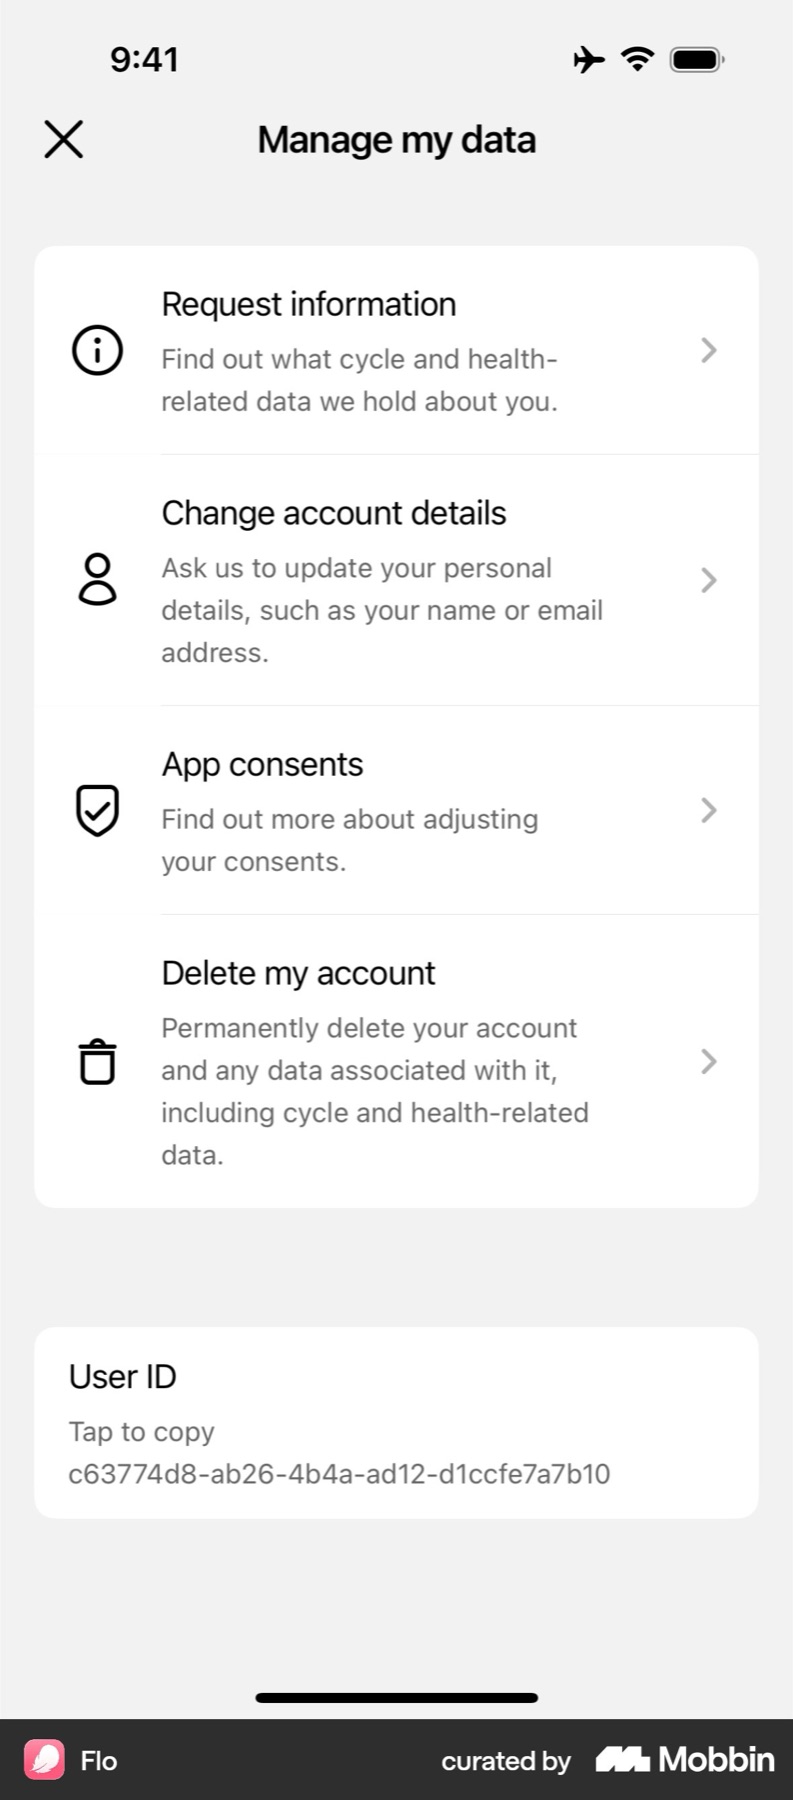 9:41
Manage my data
Request information
Find out what cycle and health-
related data we hold about you.
Change account details
Ask us to update your personal
details, such as your name or email
address.
App consents
Find out more about adjusting
your consents.
Delete my account
Permanently delete your account
and any data associated with it,
including cycle and health-related
data.
User ID
Tap to copy
c63774d8-ab26-4b4a-ad12-d1ccfe7a7b10
Flo
curated by Mobbin